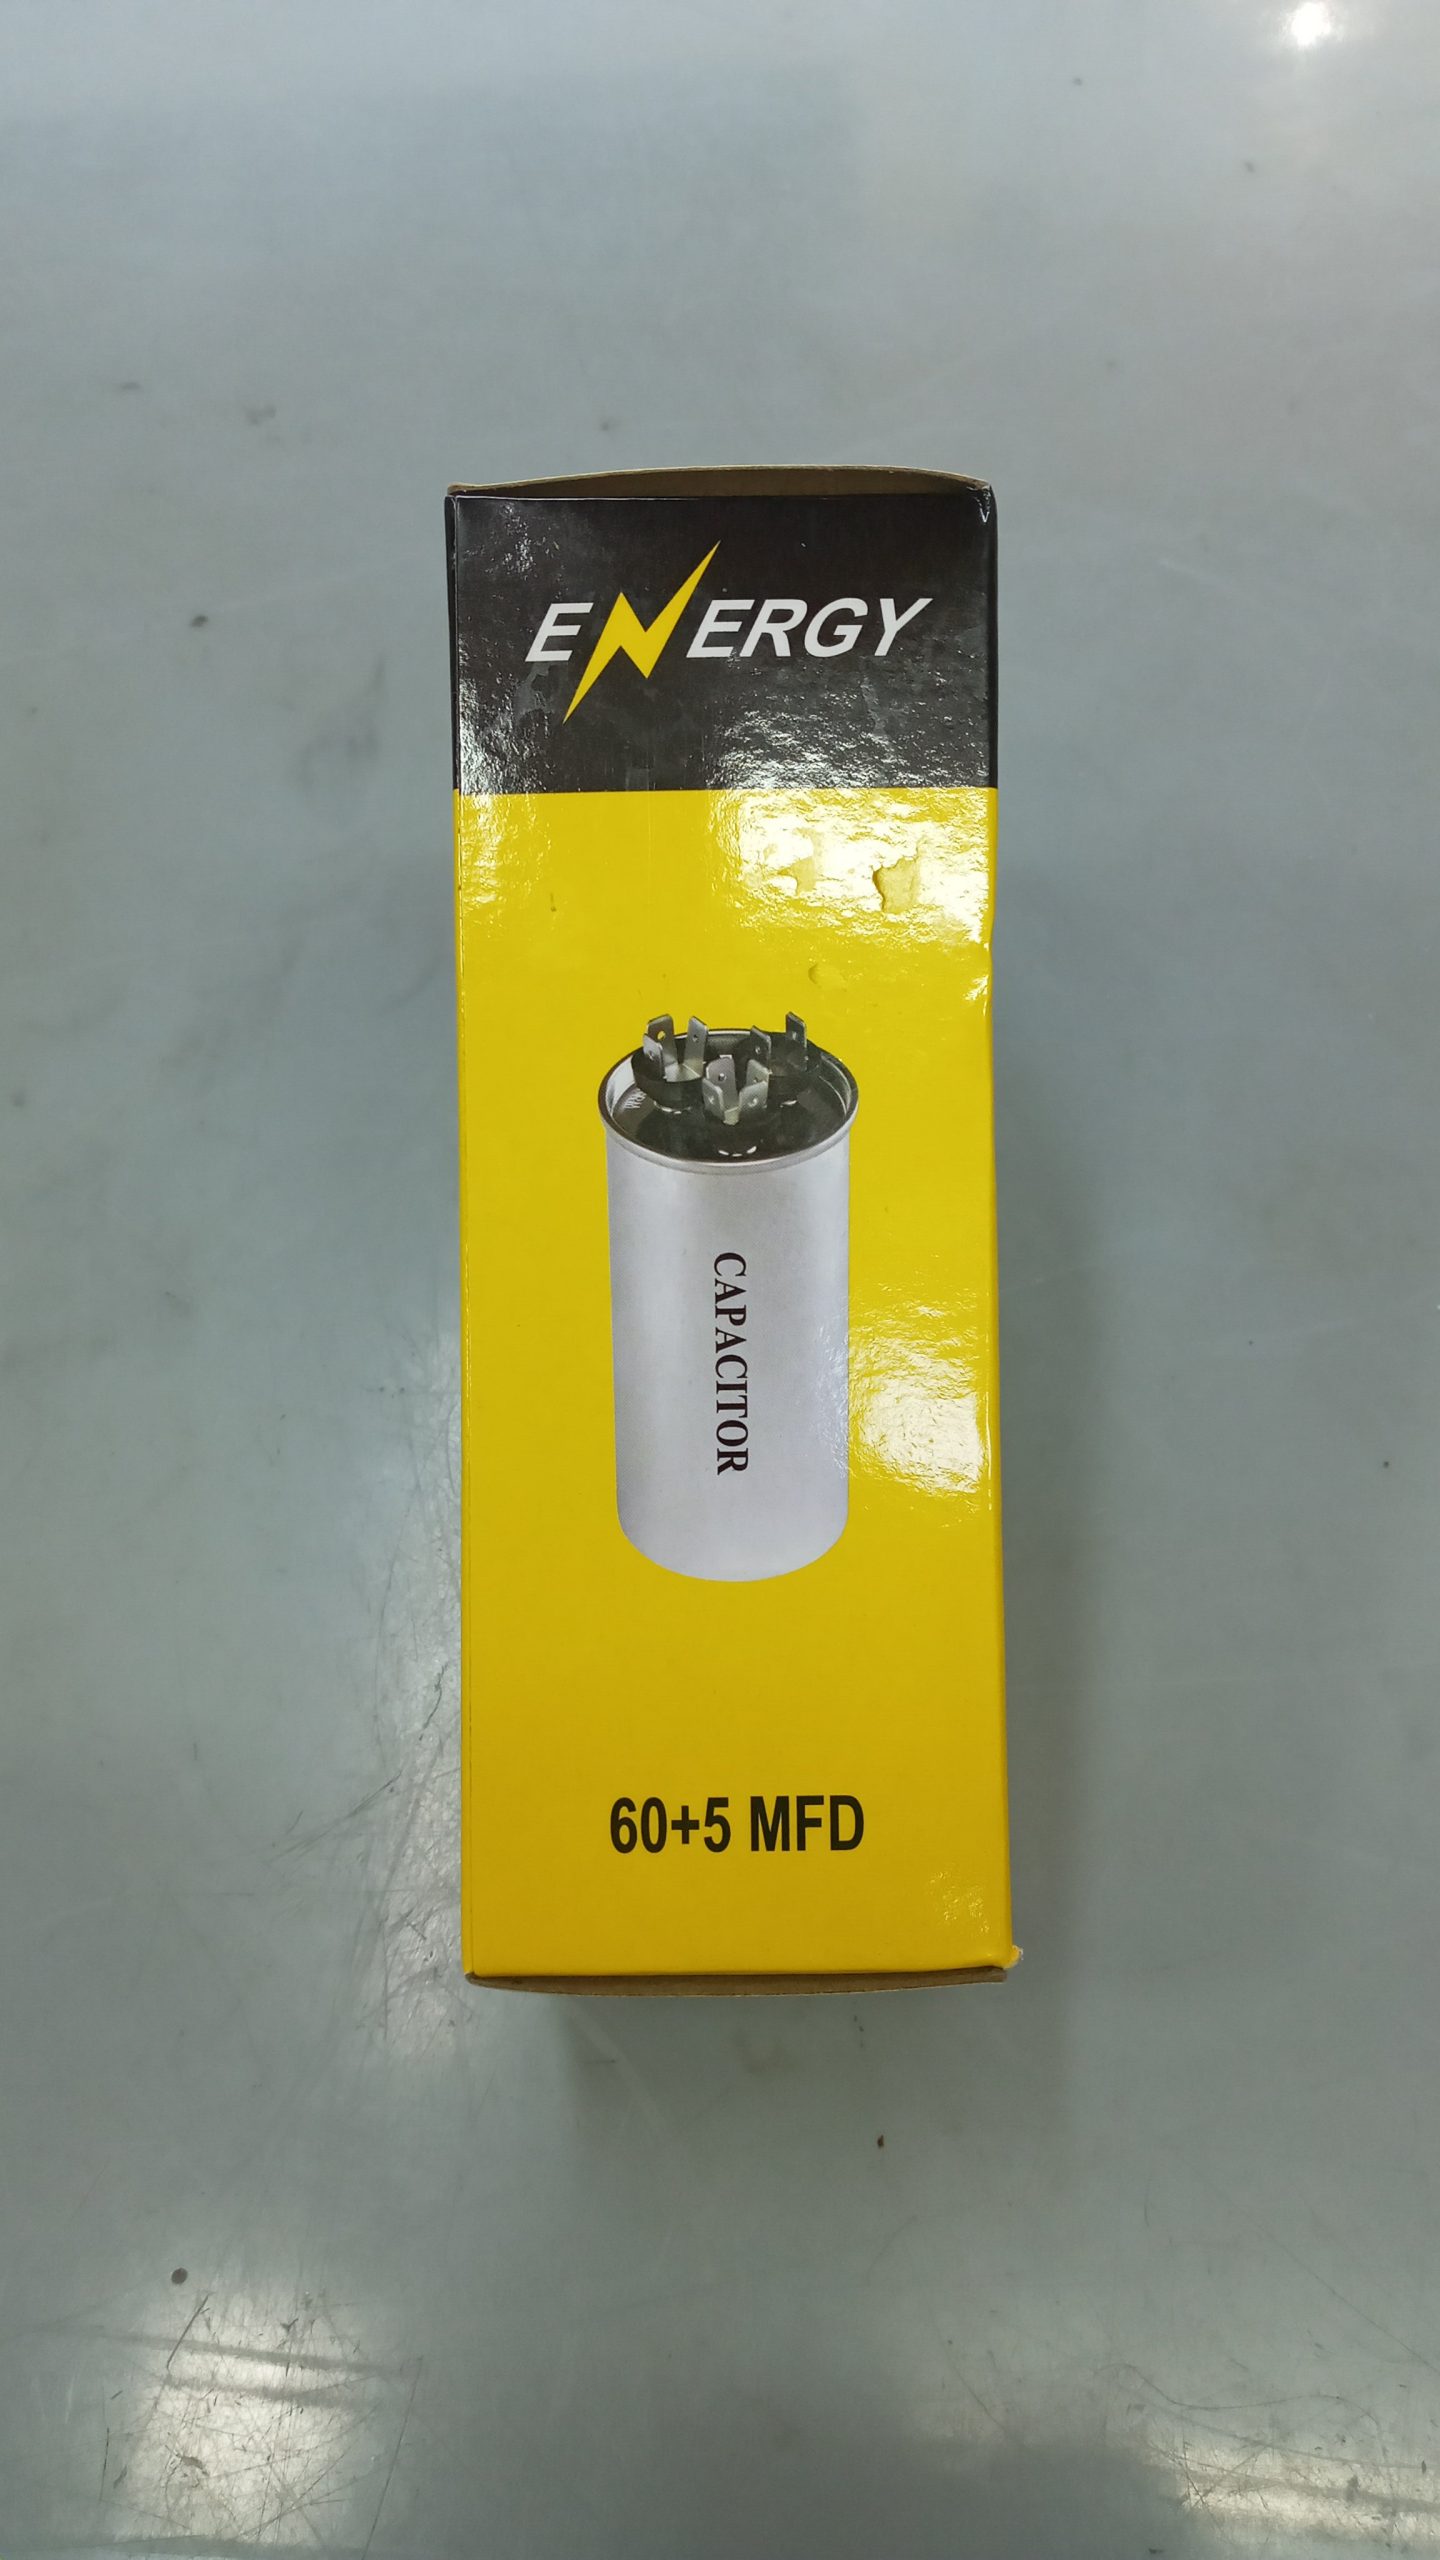 ENERGY
CAPACITOR
60+5 MFD